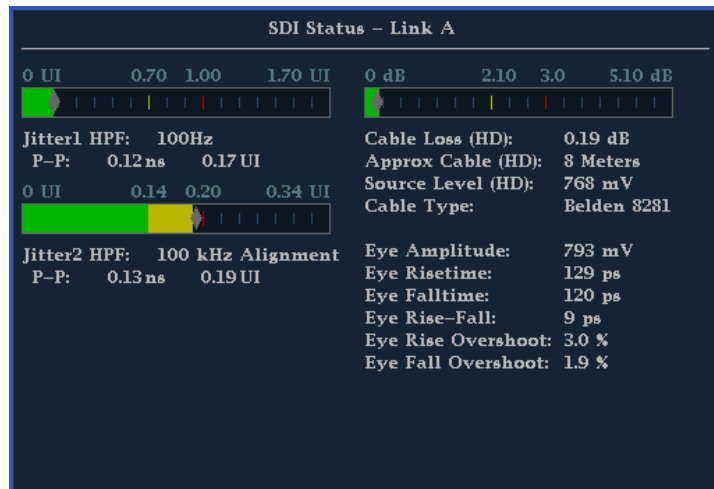 SDI Status – Link A
0 UI 0.70 1.00 1.70 UI
Jitter1 HPF: 100Hz
P–P: 0.12 ns 0.17 UI
0 UI 0.14 0.20 0.34 UI
Jitter2 HPF: 100 kHz Alignment
P–P: 0.13 ns 0.19 UI
0 dB 2.10 3.0 5.10 dB
Cable Loss (HD): 0.19 dB
Approx Cable (HD): 8 Meters
Source Level (HD): 768 mV
Cable Type: Belden 8281
Eye Amplitude: 793 mV
Eye Risetime: 129 ps
Eye Falltime: 120 ps
Eye Rise–Fall: 9 ps
Eye Rise Overshoot: 3.0 %
Eye Fall Overshoot: 1.9 %